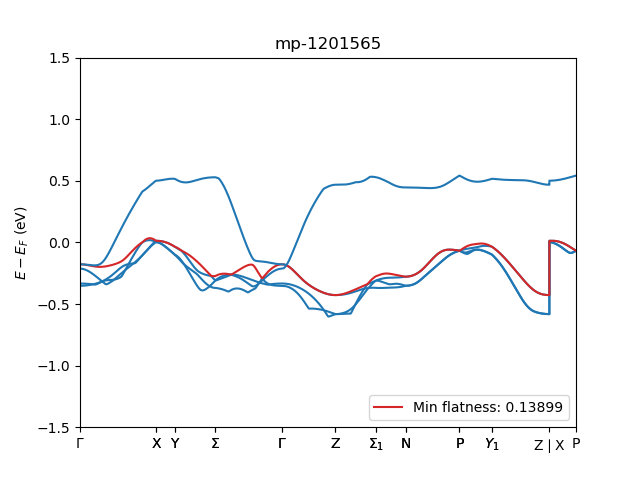 mp-1201565
E − E_F (eV)
1.5
1.0
0.5
0.0
−0.5
−1.0
−1.5
Γ X Y Σ Γ Z Σ₁ N P Y₁ Z | X P
Min flatness: 0.13899